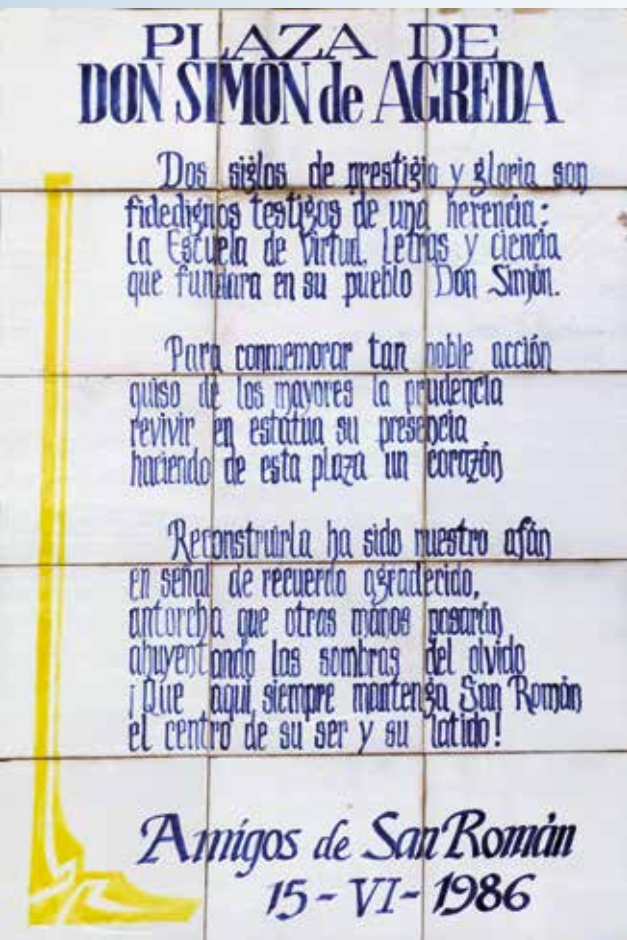 PLAZA DE
DON SIMÓN de AGREDA
Dos siglos de prestigio y gloria son
fidedignos testigos de una herencia:
la Escuela de Virtud, Letras y ciencia
que fundara en su pueblo Don Simón.
Para conmemorar tan noble acción
quiso de los mayores la prudencia
revivir en estatua su presencia
haciendo de esta plaza un corazón
Reconstruirla ha sido nuestro afán
en señal de recuerdo agradecido,
antorcha que otras manos pasarán
ahuyentando las sombras del olvido
¡Que aquí siempre mantenga San Román
el centro de su ser y su latido!
Amigos de San Román
15-VI-1986